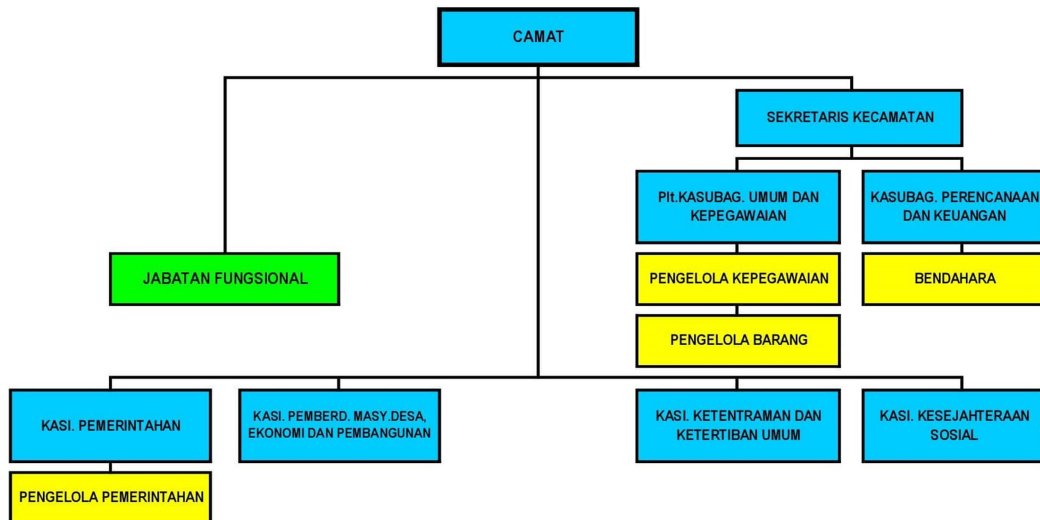 CAMAT
SEKRETARIS KECAMATAN
Plt.KASUBAG. UMUM DAN
KEPEGAWAIAN
KASUBAG. PERENCANAAN
DAN KEUANGAN
JABATAN FUNGSIONAL
PENGELOLA KEPEGAWAIAN
BENDAHARA
PENGELOLA BARANG
KASI. PEMERINTAHAN
KASI. PEMBERD. MASY.DESA,
EKONOMI DAN PEMBANGUNAN
KASI. KETENTRAMAN DAN
KETERTIBAN UMUM
KASI. KESEJAHTERAAN
SOSIAL
PENGELOLA PEMERINTAHAN